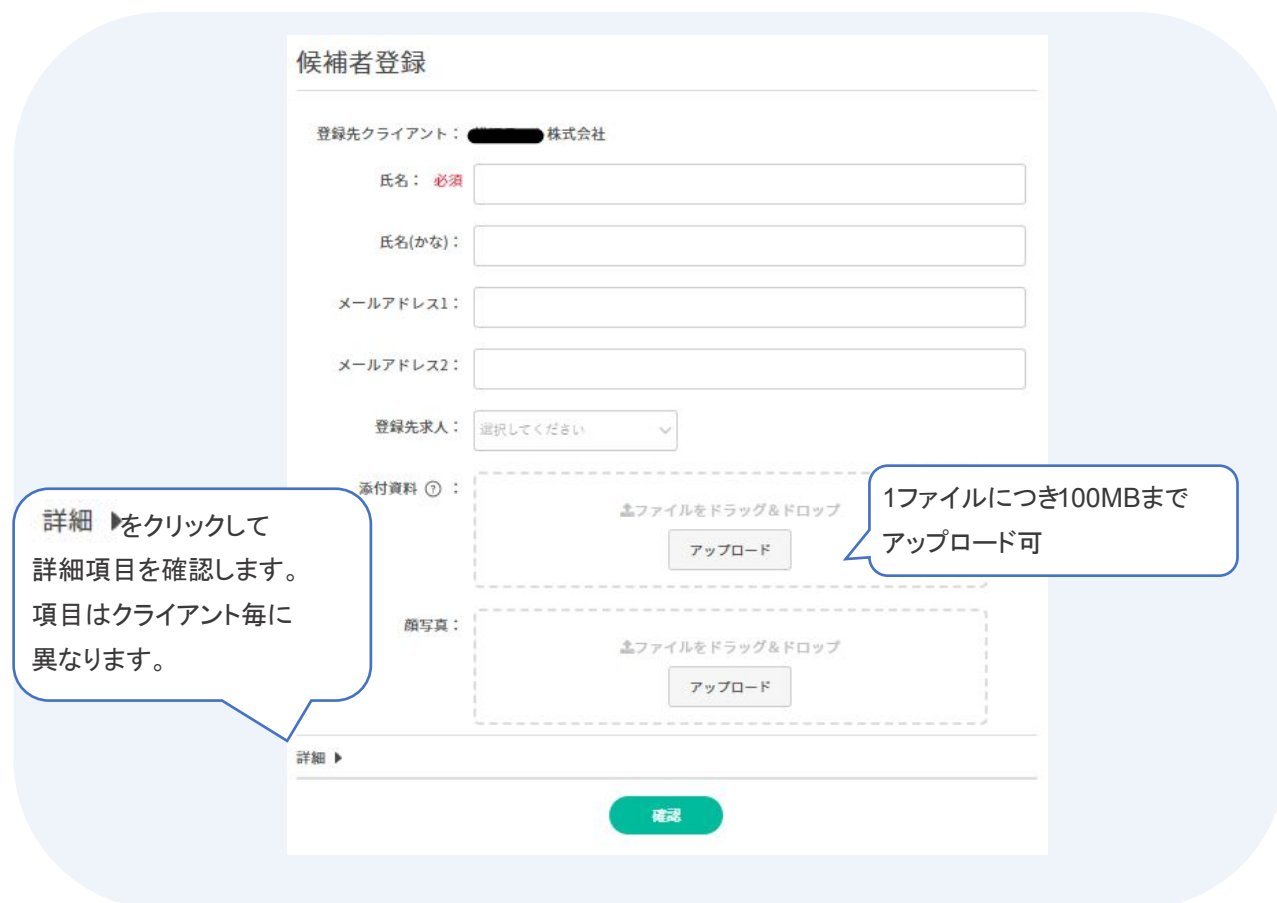 候補者登録
登録先クライアント： 株式会社
氏名： 必須
氏名(かな)：
メールアドレス1：
メールアドレス2：
登録先求人： 選択してください
添付資料 ? ：
ファイルをドラッグ＆ドロップ
アップロード
1ファイルにつき100MBまで
アップロード可
詳細 ▶をクリックして
詳細項目を確認します。
項目はクライアント毎に
異なります。
顔写真：
ファイルをドラッグ＆ドロップ
アップロード
詳細 ▶
確認